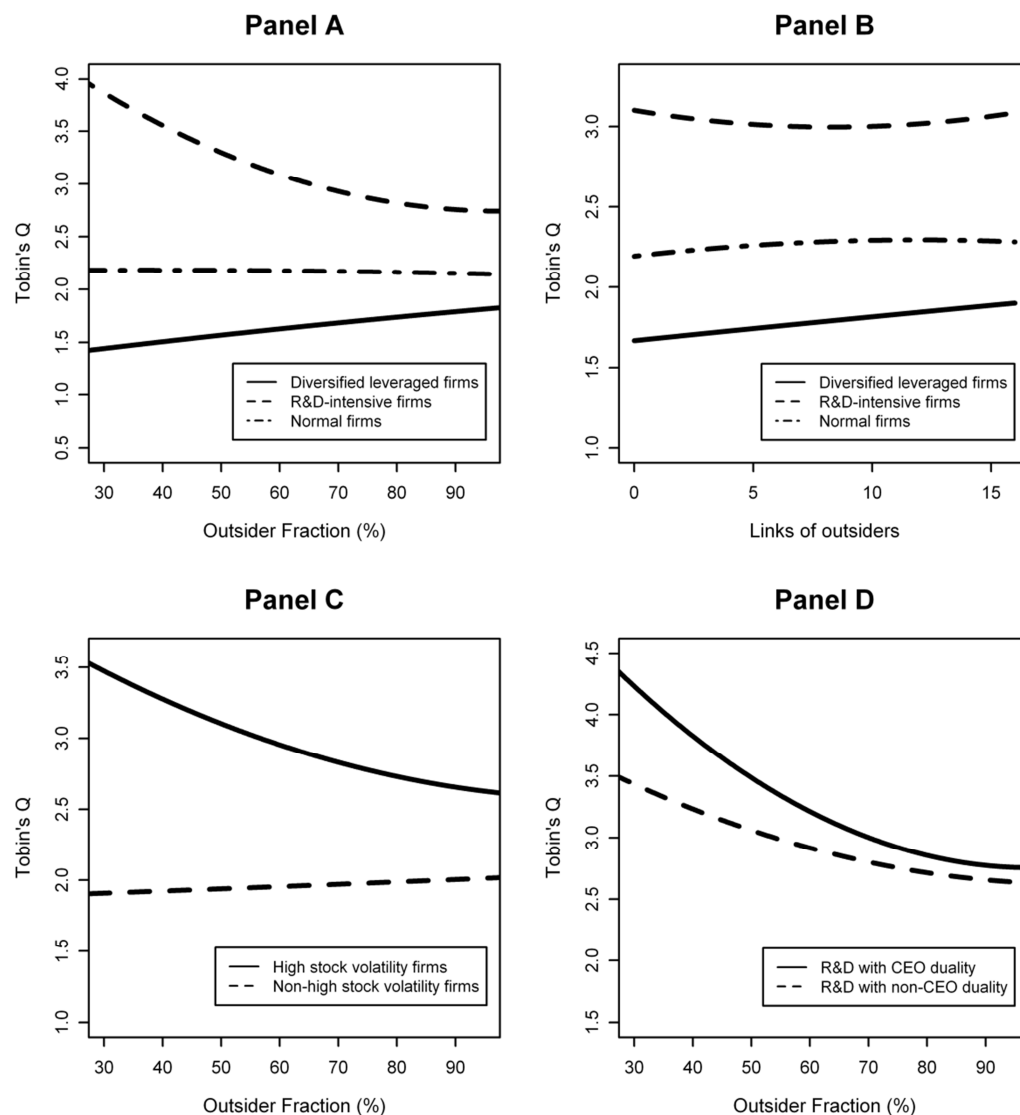 Panel A
Tobin's Q
4.0
3.5
3.0
2.5
2.0
1.5
1.0
0.5
Diversified leveraged firms
R&D-intensive firms
Normal firms
30 40 50 60 70 80 90
Outsider Fraction (%)
Panel B
Tobin's Q
3.0
2.5
2.0
1.5
1.0
Diversified leveraged firms
R&D-intensive firms
Normal firms
0 5 10 15
Links of outsiders
Panel C
Tobin's Q
3.5
3.0
2.5
2.0
1.5
1.0
High stock volatility firms
Non-high stock volatility firms
30 40 50 60 70 80 90
Outsider Fraction (%)
Panel D
Tobin's Q
4.5
4.0
3.5
3.0
2.5
2.0
1.5
R&D with CEO duality
R&D with non-CEO duality
30 40 50 60 70 80 90
Outsider Fraction (%)